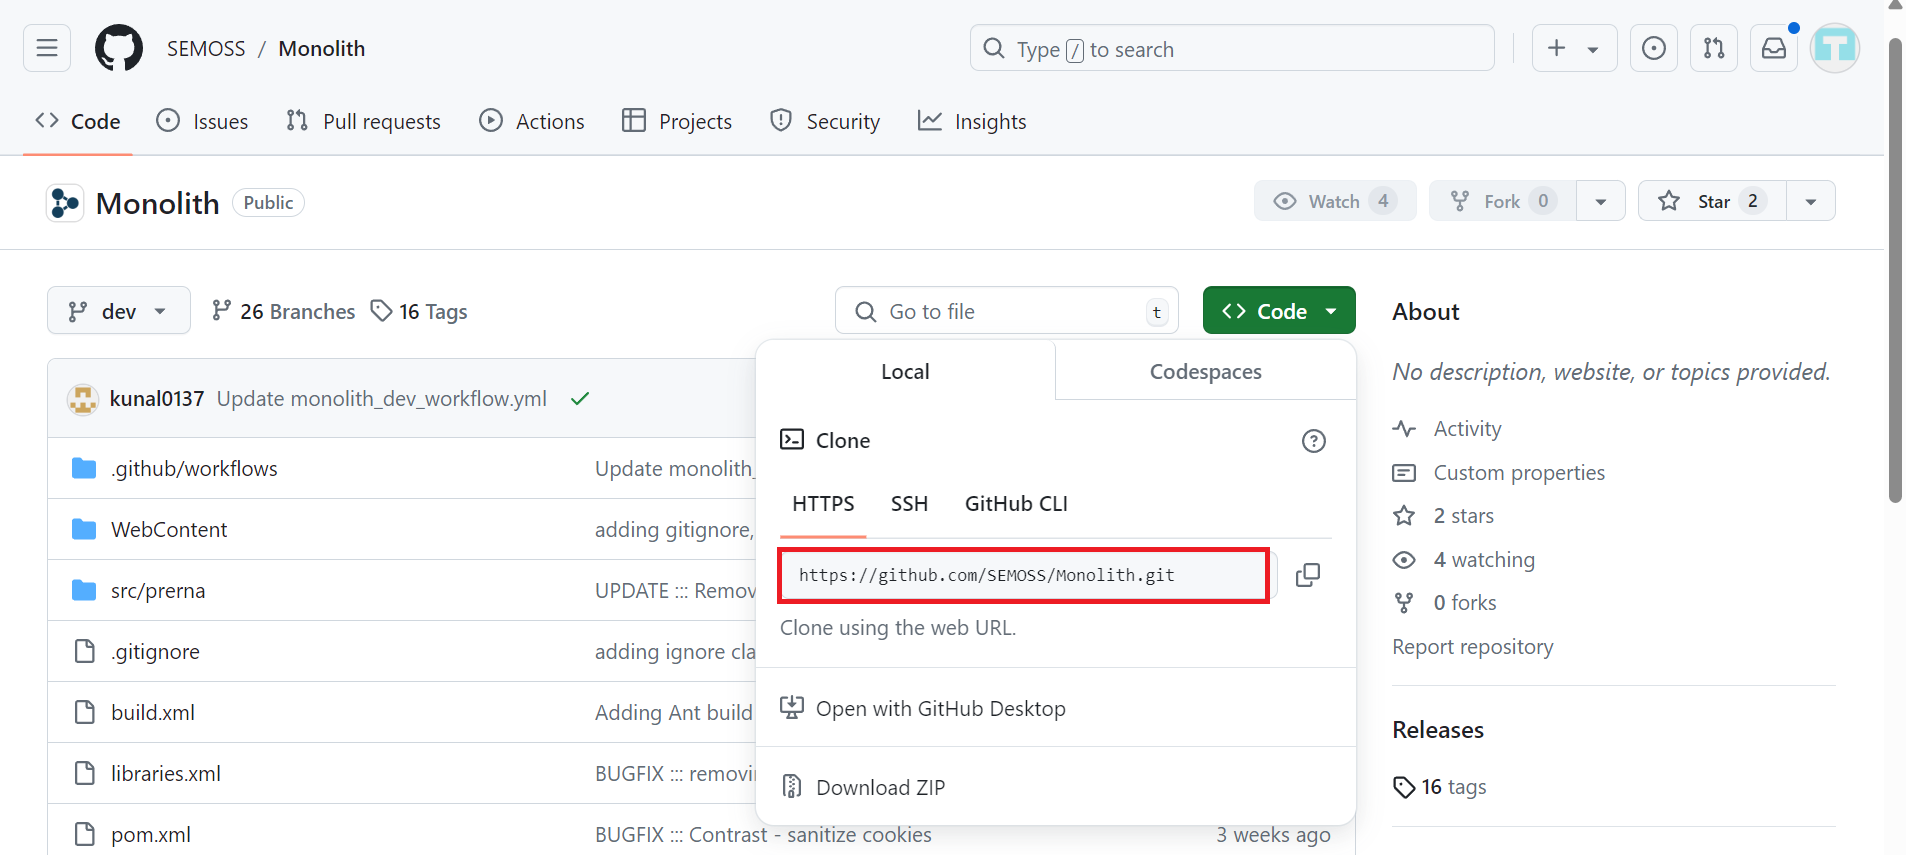 SEMOSS / Monolith
Type / to search
Code Issues Pull requests Actions Projects Security Insights
Monolith Public
Watch 4 Fork 0 Star 2
dev 26 Branches 16 Tags
Go to file t
Code
About
Local Codespaces
No description, website, or topics provided.
kunal0137 Update monolith_dev_workflow.yml
Clone
Activity
.github/workflows Update monolith_
Custom properties
HTTPS SSH GitHub CLI
2 stars
WebContent adding gitignore,
4 watching
https://github.com/SEMOSS/Monolith.git
src/prerna UPDATE ::: Remov
0 forks
Clone using the web URL.
Report repository
.gitignore adding ignore cla
Open with GitHub Desktop
build.xml Adding Ant build
Releases
libraries.xml BUGFIX ::: removi
Download ZIP
16 tags
pom.xml BUGFIX ::: Contrast - sanitize cookies 3 weeks ago